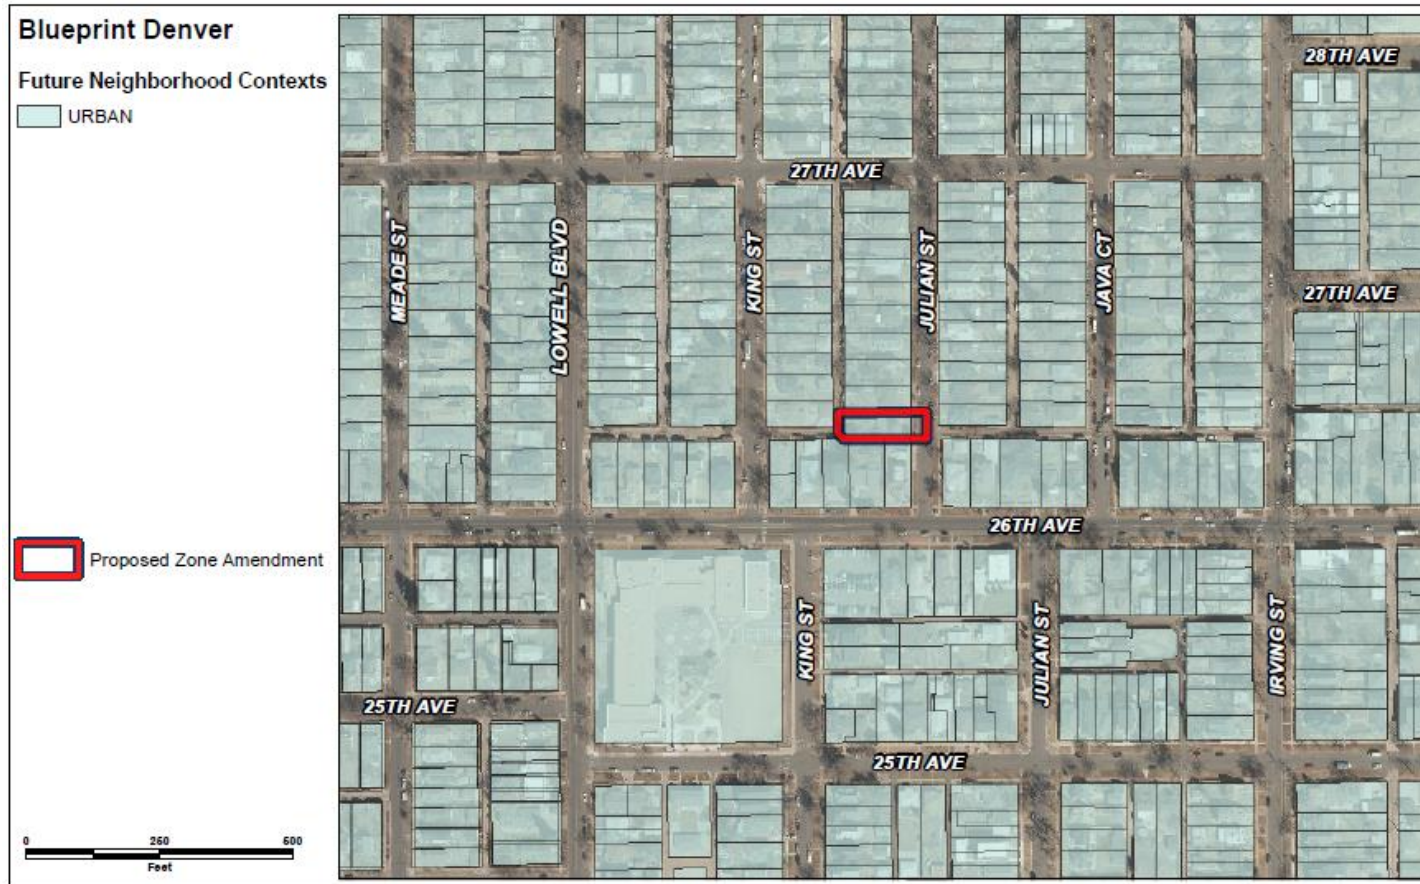 Blueprint Denver
Future Neighborhood Contexts
URBAN
Proposed Zone Amendment
0 260 600
Feet
28TH AVE
27TH AVE
MEADE ST
LOWELL BLVD
KING ST
JULIAN ST
JAVA CT
27TH AVE
26TH AVE
KING ST
JULIAN ST
IRVING ST
25TH AVE
25TH AVE